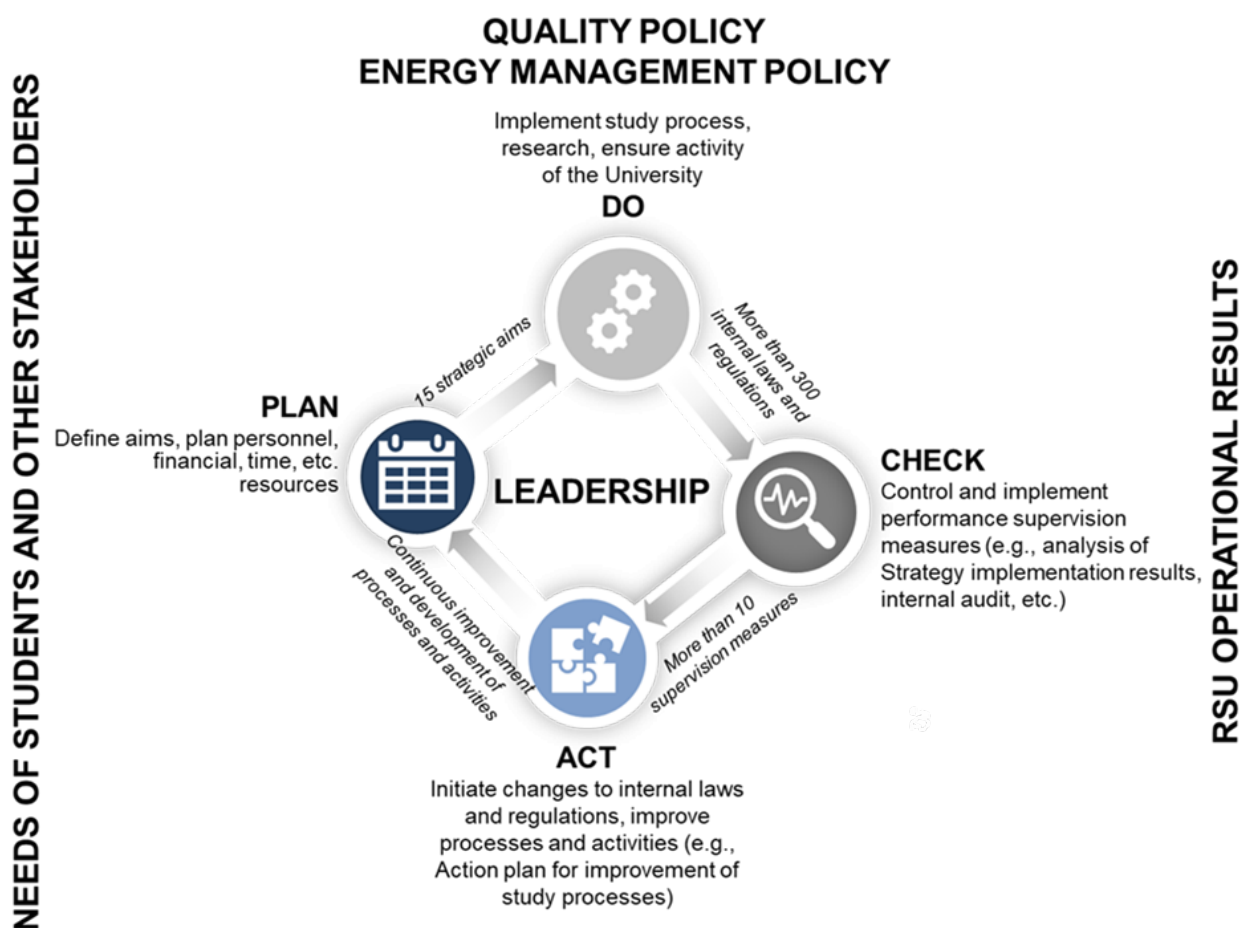 QUALITY POLICY
ENERGY MANAGEMENT POLICY
NEEDS OF STUDENTS AND OTHER STAKEHOLDERS
Implement study process,
research, ensure activity
of the University
DO
15 strategic aims
More than 300
internal laws and
regulations
PLAN
Define aims, plan personnel,
financial, time, etc.
resources
LEADERSHIP
CHECK
Control and implement
performance supervision
measures (e.g., analysis of
Strategy implementation results,
internal audit, etc.)
Continuous improvement
and development of
processes and activities
More than 10
supervision measures
ACT
Initiate changes to internal laws
and regulations, improve
processes and activities (e.g.,
Action plan for improvement of
study processes)
RSU OPERATIONAL RESULTS